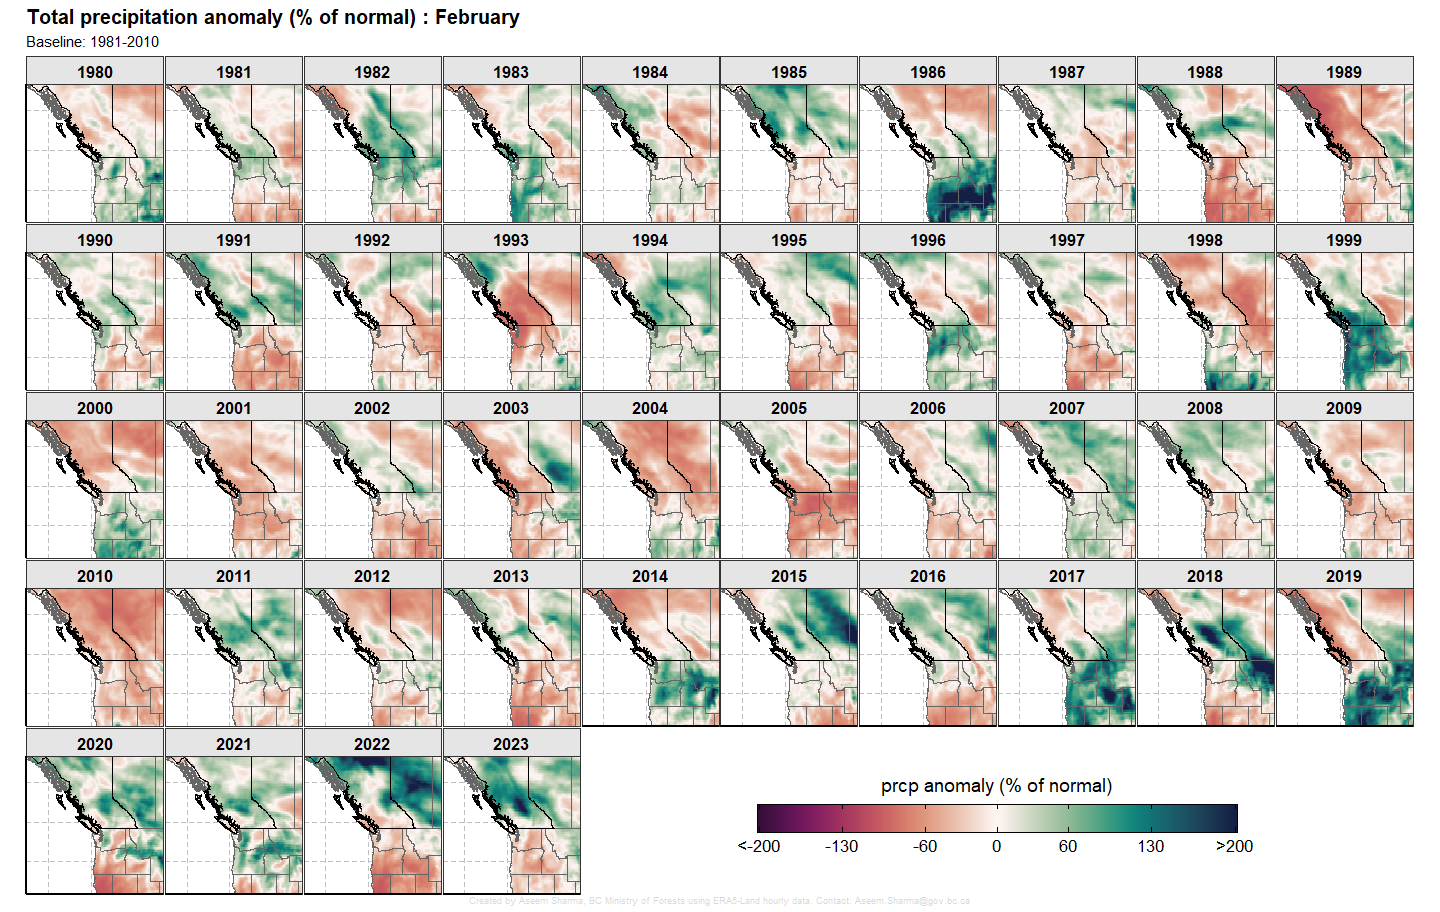 Total precipitation anomaly (% of normal) : February
Baseline: 1981-2010
1980 1981 1982 1983 1984 1985 1986 1987 1988 1989
1990 1991 1992 1993 1994 1995 1996 1997 1998 1999
2000 2001 2002 2003 2004 2005 2006 2007 2008 2009
2010 2011 2012 2013 2014 2015 2016 2017 2018 2019
2020 2021 2022 2023
prcp anomaly (% of normal)
<-200 -130 -60 0 60 130 >200
Created by Aseem Sharma, BC Ministry of Forests using ERA5-Land hourly data. Contact: Aseem.Sharma@gov.bc.ca